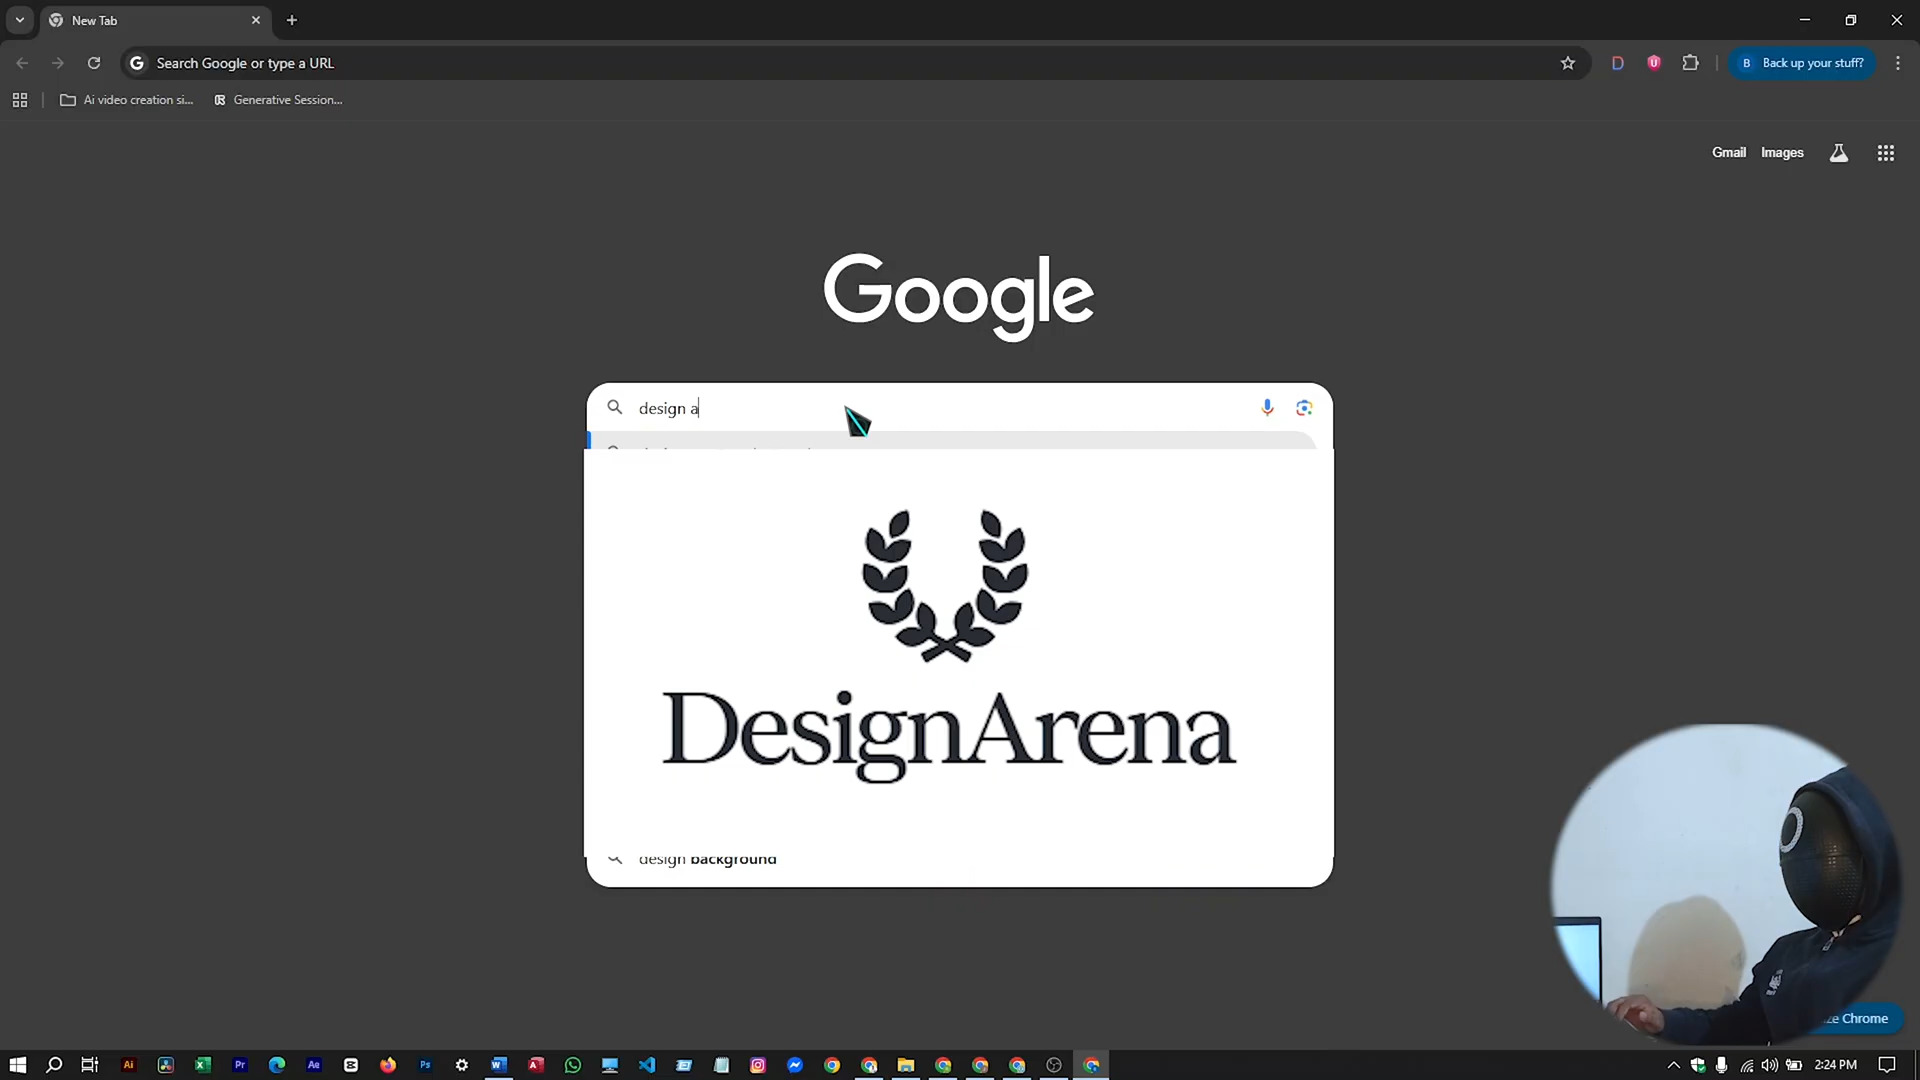 New Tab
Search Google or type a URL
Back up your stuff?
B
Ai video creation si...
Generative Session...
Gmail
Images
Google
design a
DesignArena
design background
ze Chrome
2:24 PM